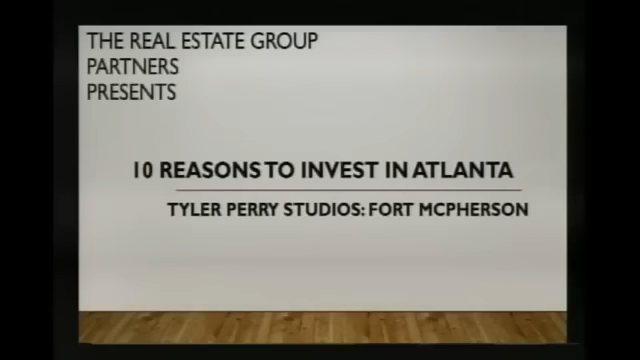 THE REAL ESTATE GROUP
PARTNERS
PRESENTS
10 REASONS TO INVEST IN ATLANTA
TYLER PERRY STUDIOS: FORT MCPHERSON